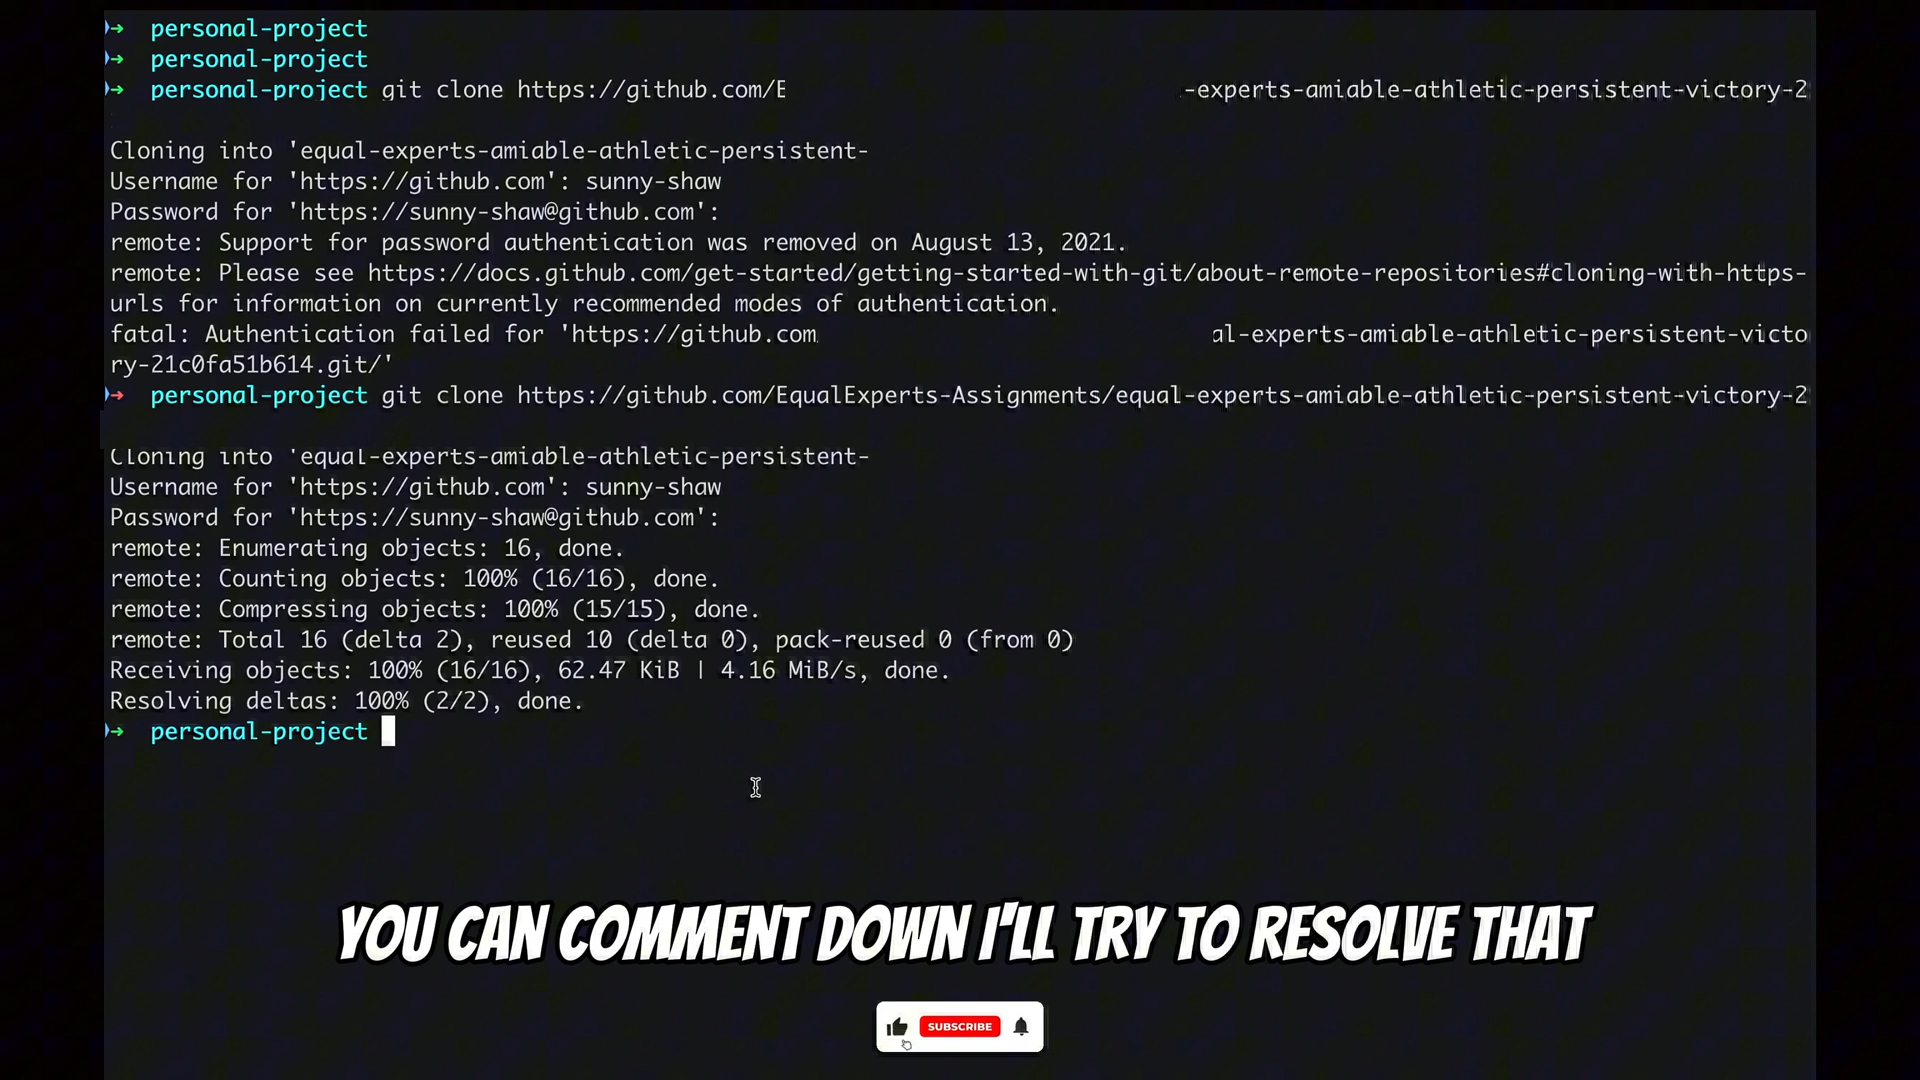 ➜ personal-project
➜ personal-project
➜ personal-project git clone https://github.com/E -experts-amiable-athletic-persistent-victory-2
Cloning into 'equal-experts-amiable-athletic-persistent-
Username for 'https://github.com': sunny-shaw
Password for 'https://sunny-shaw@github.com':
remote: Support for password authentication was removed on August 13, 2021.
remote: Please see https://docs.github.com/get-started/getting-started-with-git/about-remote-repositories#cloning-with-https-
urls for information on currently recommended modes of authentication.
fatal: Authentication failed for 'https://github.com al-experts-amiable-athletic-persistent-victo
ry-21c0fa51b614.git/'
➜ personal-project git clone https://github.com/EqualExperts-Assignments/equal-experts-amiable-athletic-persistent-victory-2
Cloning into 'equal-experts-amiable-athletic-persistent-
Username for 'https://github.com': sunny-shaw
Password for 'https://sunny-shaw@github.com':
remote: Enumerating objects: 16, done.
remote: Counting objects: 100% (16/16), done.
remote: Compressing objects: 100% (15/15), done.
remote: Total 16 (delta 2), reused 10 (delta 0), pack-reused 0 (from 0)
Receiving objects: 100% (16/16), 62.47 KiB | 4.16 MiB/s, done.
Resolving deltas: 100% (2/2), done.
➜ personal-project
YOU CAN COMMENT DOWN I'LL TRY TO RESOLVE THAT
SUBSCRIBE